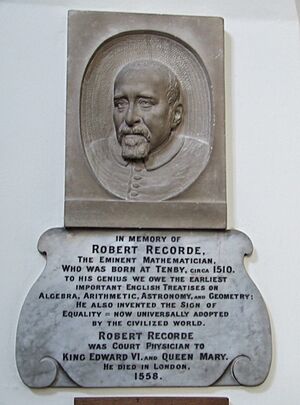 IN MEMORY OF
ROBERT RECORDE,
THE EMINENT MATHEMATICIAN,
WHO WAS BORN AT TENBY, CIRCA 1510.
TO HIS GENIUS WE OWE THE EARLIEST
IMPORTANT ENGLISH TREATISES ON
ALGEBRA, ARITHMETIC, ASTRONOMY, AND GEOMETRY;
HE ALSO INVENTED THE SIGN OF
EQUALITY = NOW UNIVERSALLY ADOPTED
BY THE CIVILIZED WORLD.
ROBERT RECORDE
WAS COURT PHYSICIAN TO
KING EDWARD VI. AND QUEEN MARY.
HE DIED IN LONDON,
1558.